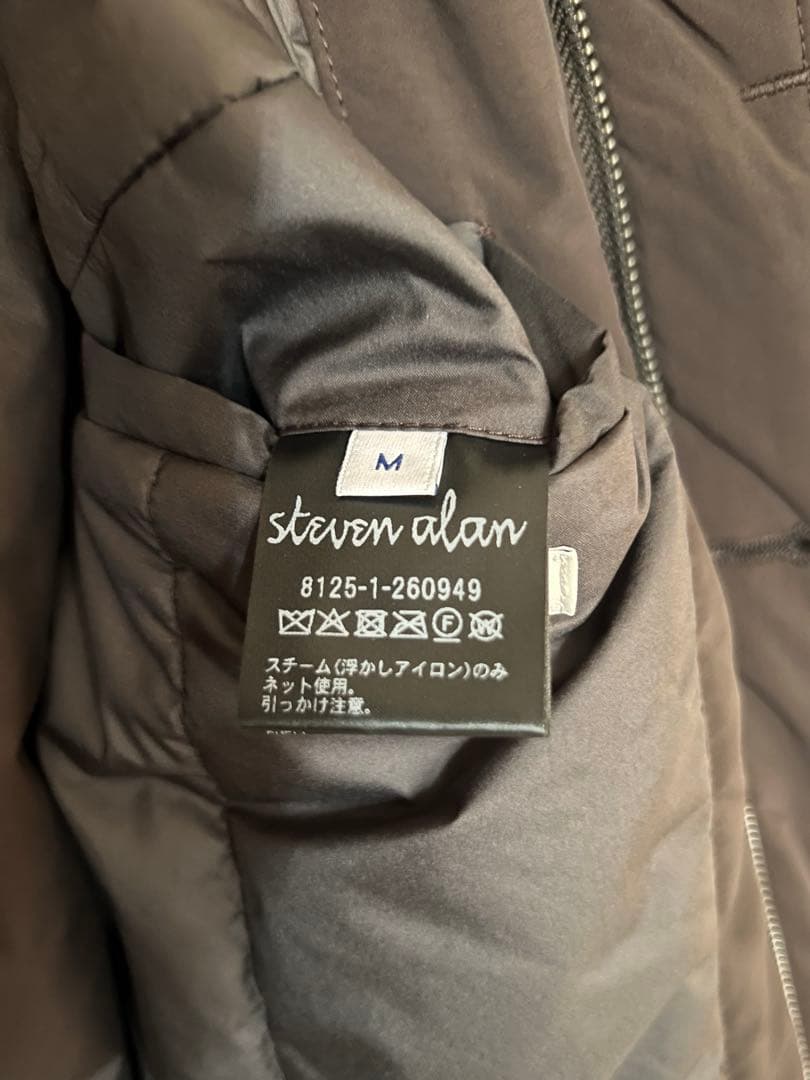 M
steven alan
8125-1-260949
F W
スチーム(浮かしアイロン)のみ
ネット使用。
引っかけ注意。